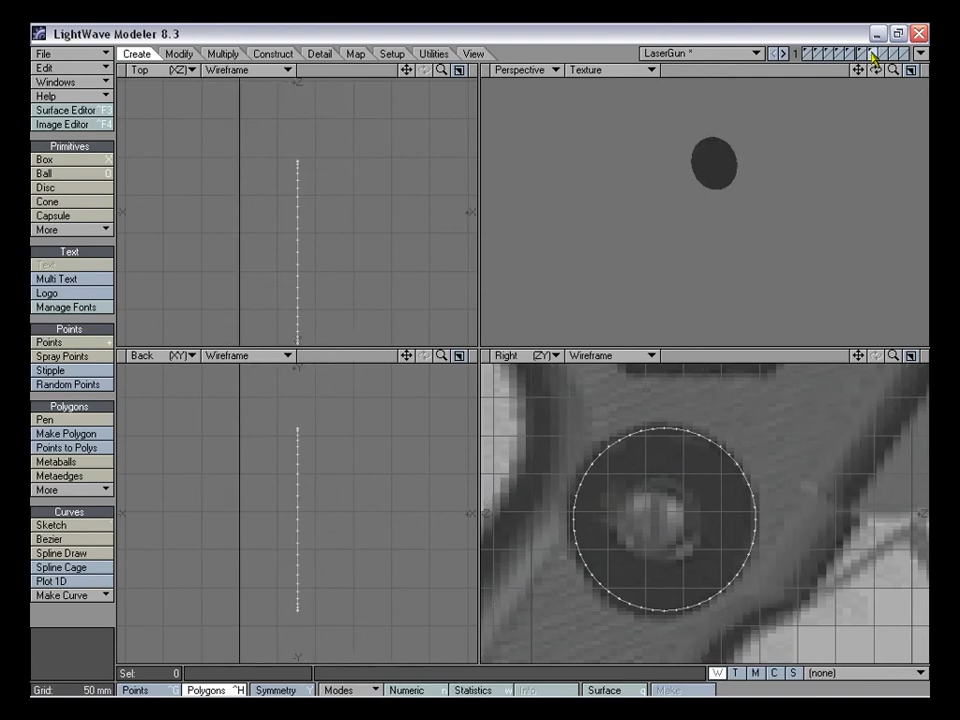 LightWave Modeler 8.3
File Create Modify Multiply Construct Detail Map Setup Utilities View LaserGun * 1
Edit Top (XZ) Wireframe Perspective Texture
Windows
Help
Surface Editor ^F3
Image Editor ^F4
Primitives
Box X
Ball O
Disc
Cone
Capsule
More
Text
Text
Multi Text
Logo
Manage Fonts
Points
Points +
Back (XY) Wireframe Right (ZY) Wireframe
Spray Points
Stipple
Random Points
Polygons
Pen
Make Polygon
Points to Polys
Metaballs
Metaedges
More
Curves
Sketch
Bezier
Spline Draw
Spline Cage
Plot 1D
Make Curve
Sel: 0 W T M C S (none)
Grid: 50 mm Points ^G Polygons ^H Symmetry Y Modes Numeric n Statistics w Info i Surface q Make